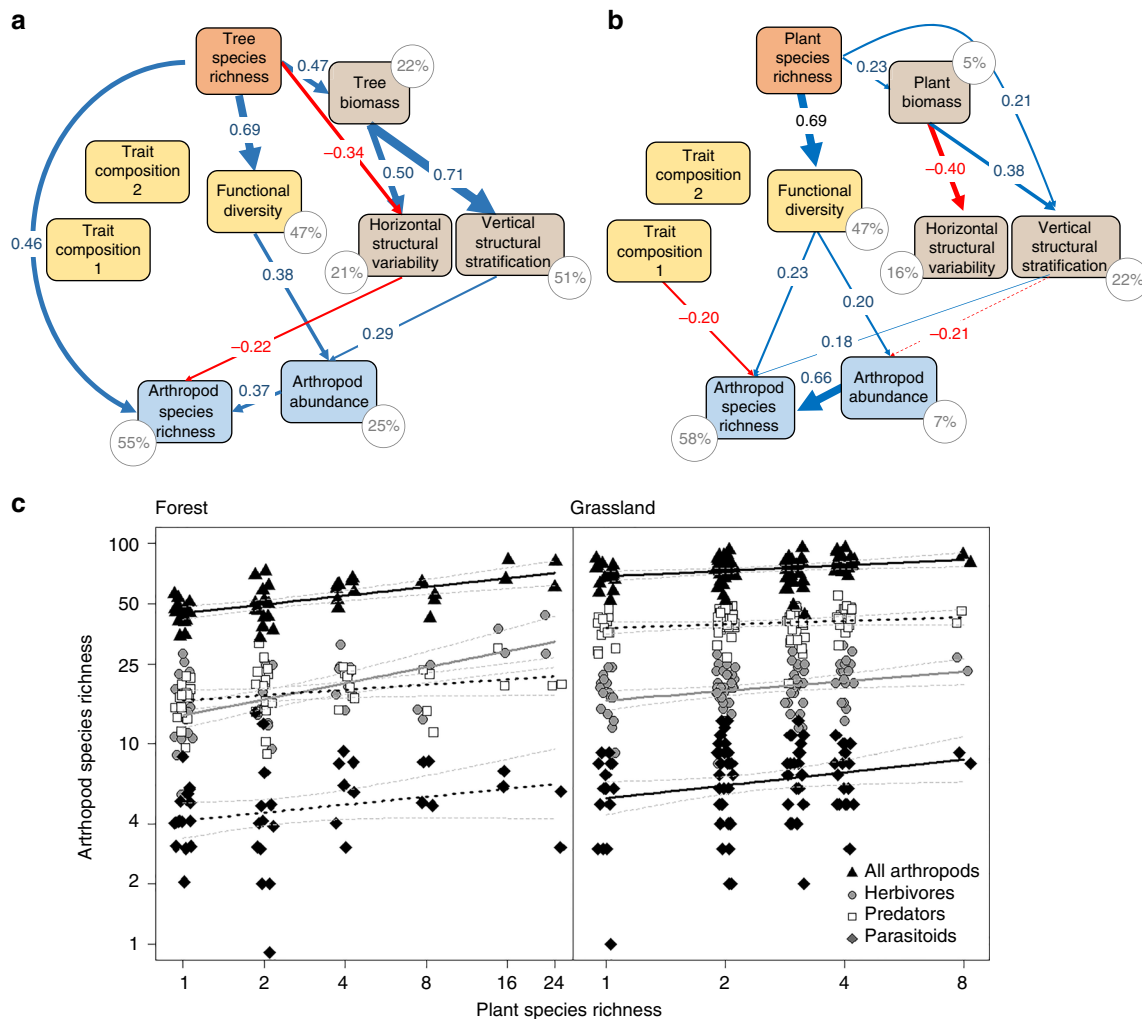 a
Tree
species
richness
0.47
22%
Tree
biomass
0.69
−0.34
0.50
0.71
Trait
composition
2
Functional
diversity
47%
Trait
composition
1
0.46
Horizontal
structural
variability
21%
Vertical
structural
stratification
51%
0.38
0.29
−0.22
0.37
Arthropod
species
richness
55%
Arthropod
abundance
25%
b
Plant
species
richness
0.23
5%
Plant
biomass
0.21
0.69
−0.40
0.38
Trait
composition
2
Functional
diversity
47%
Trait
composition
1
Horizontal
structural
variability
16%
Vertical
structural
stratification
22%
0.23
0.20
−0.20
0.18
−0.21
0.66
Arthropod
species
richness
58%
Arthropod
abundance
7%
c
Forest
Grassland
Artrhopod species richness
100
50
25
10
4
2
1
All arthropods
Herbivores
Predators
Parasitoids
1 2 4 8 16 24
1 2 4 8
Plant species richness